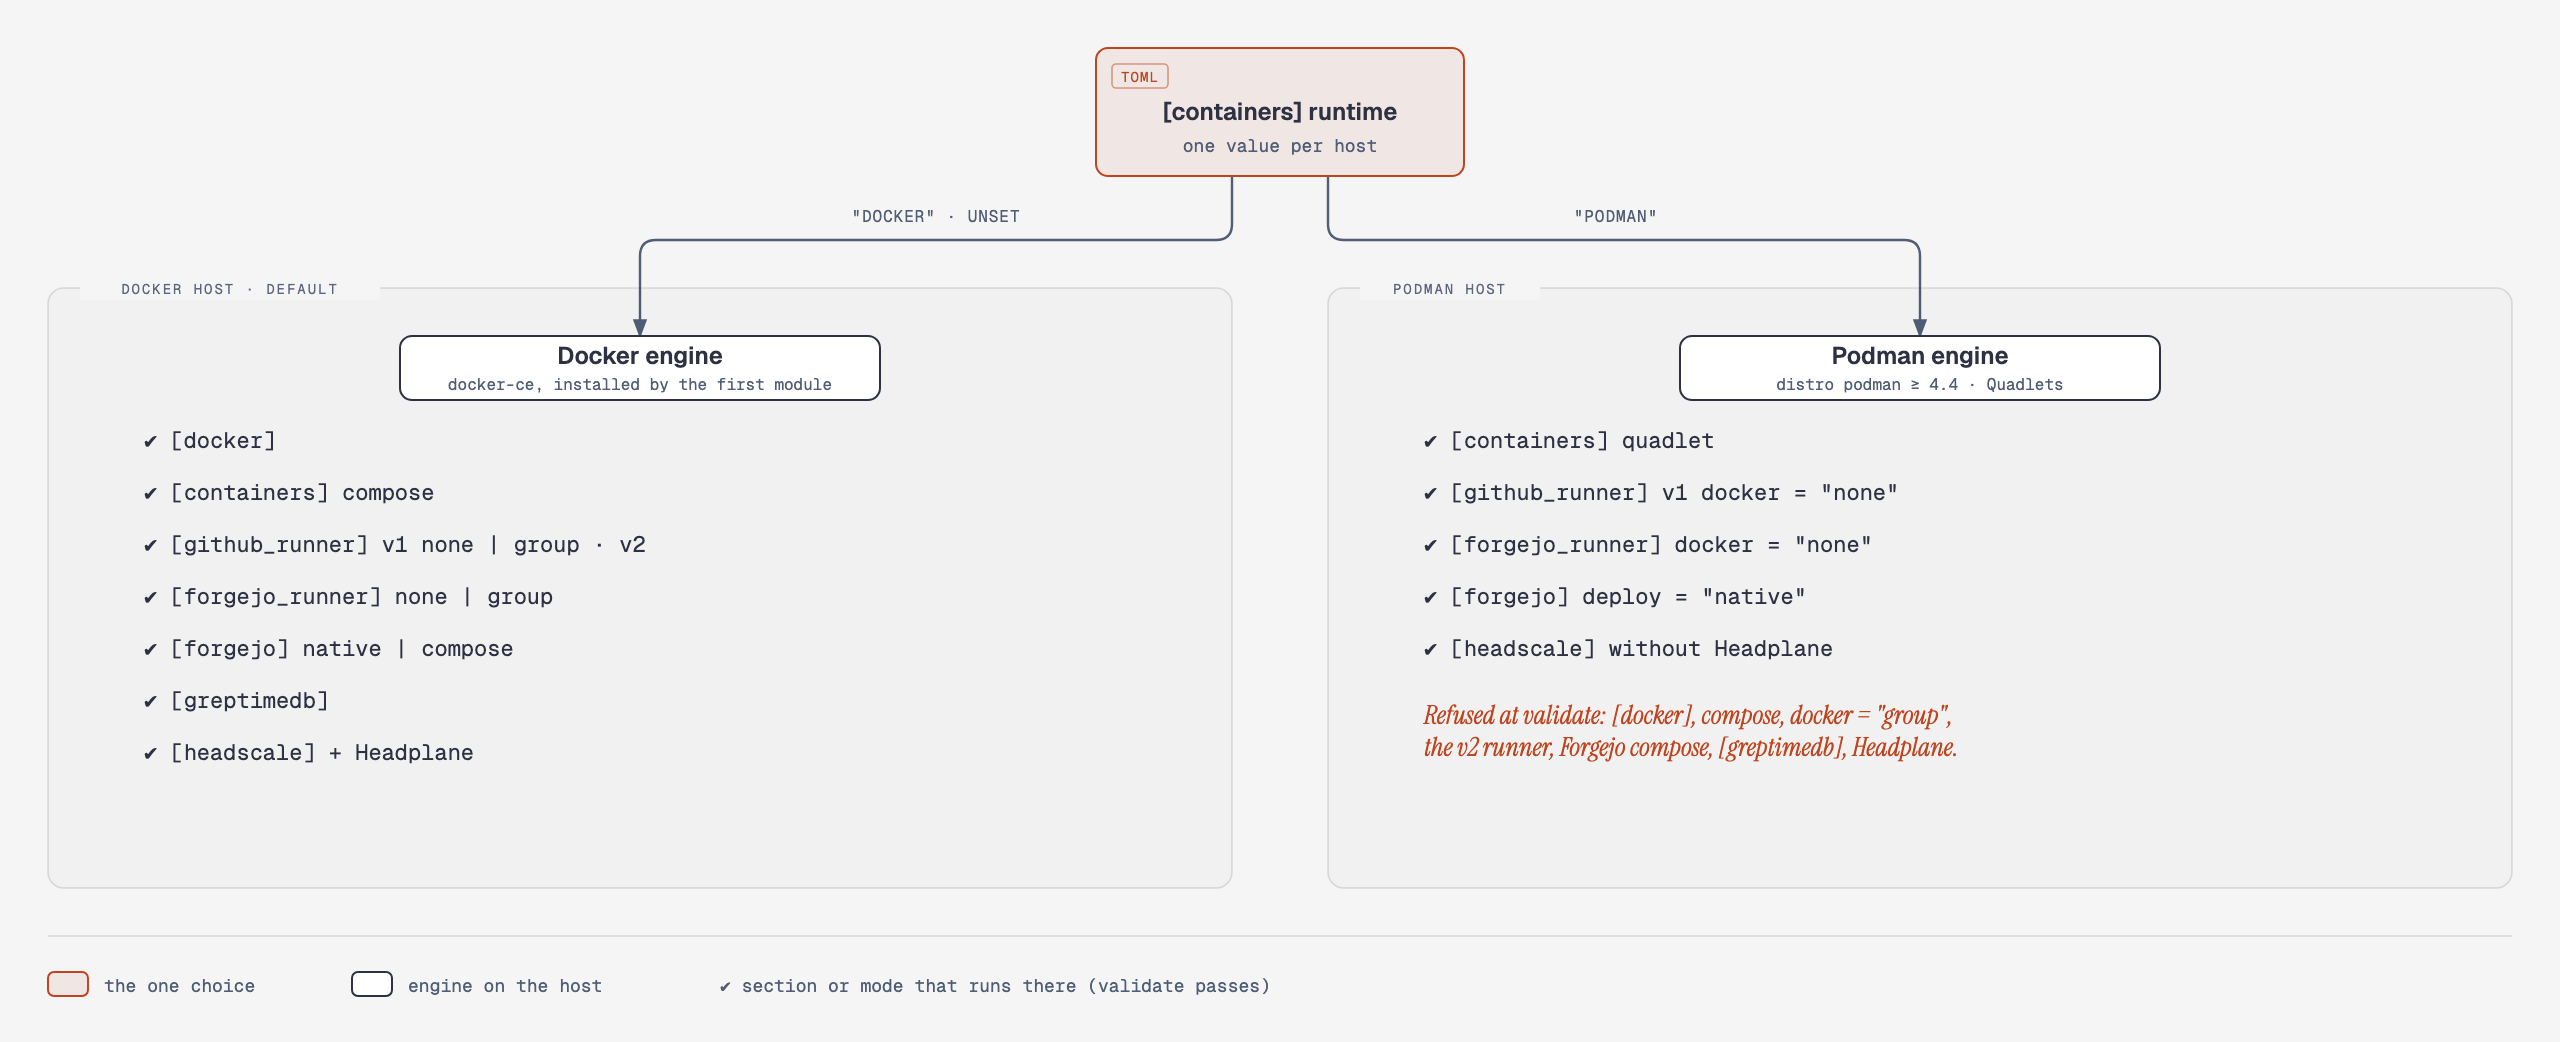 TOML
[containers] runtime
one value per host
"DOCKER" · UNSET
"PODMAN"
DOCKER HOST · DEFAULT
Docker engine
docker-ce, installed by the first module
✔ [docker]
✔ [containers] compose
✔ [github_runner] v1 none | group · v2
✔ [forgejo_runner] none | group
✔ [forgejo] native | compose
✔ [greptimedb]
✔ [headscale] + Headplane
PODMAN HOST
Podman engine
distro podman ≥ 4.4 · Quadlets
✔ [containers] quadlet
✔ [github_runner] v1 docker = "none"
✔ [forgejo_runner] docker = "none"
✔ [forgejo] deploy = "native"
✔ [headscale] without Headplane
Refused at validate: [docker], compose, docker = "group",
the v2 runner, Forgejo compose, [greptimedb], Headplane.
the one choice
engine on the host
✔ section or mode that runs there (validate passes)